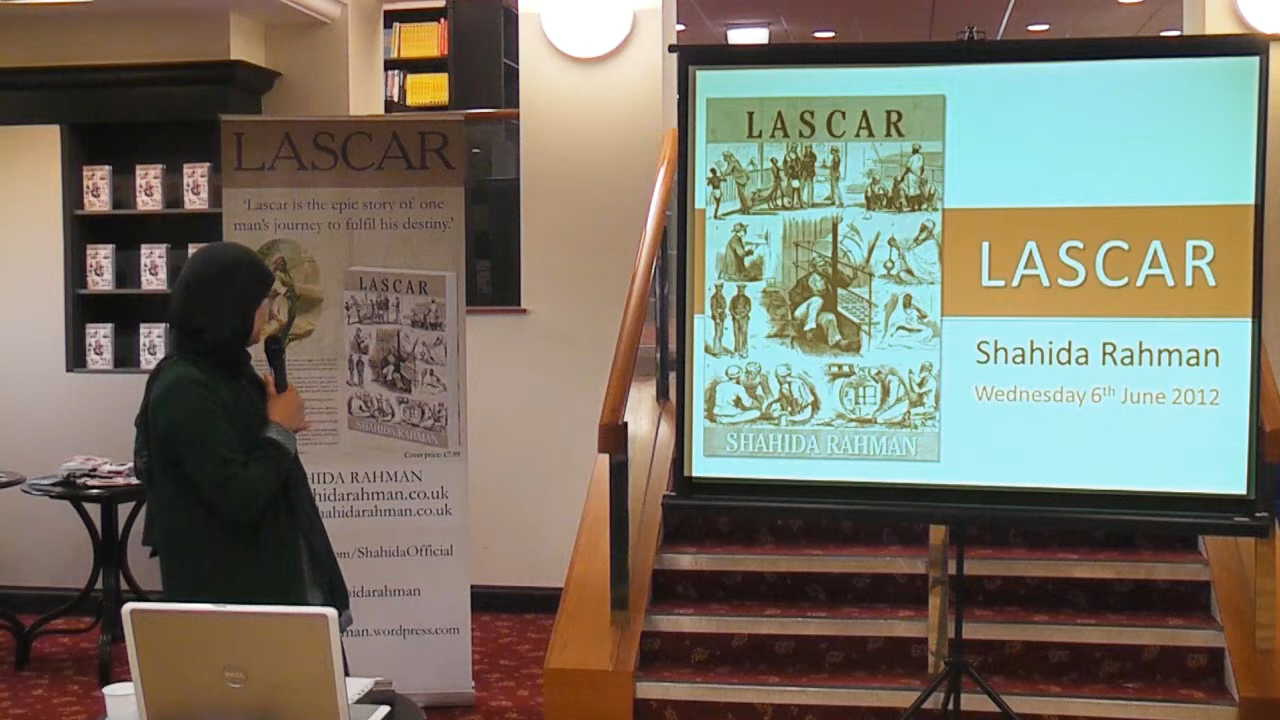 LASCAR
'Lascar is the epic story of one
man's journey to fulfil his destiny.'
LASCAR
SHAHIDA RAHMAN
Cover price: £7.99
HIDA RAHMAN
hidarahman.co.uk
hahidarahman.co.uk
om/ShahidaOfficial
hidarahman
man.wordpress.com
DELL
LASCAR
SHAHIDA RAHMAN
LASCAR
Shahida Rahman
Wednesday 6th June 2012